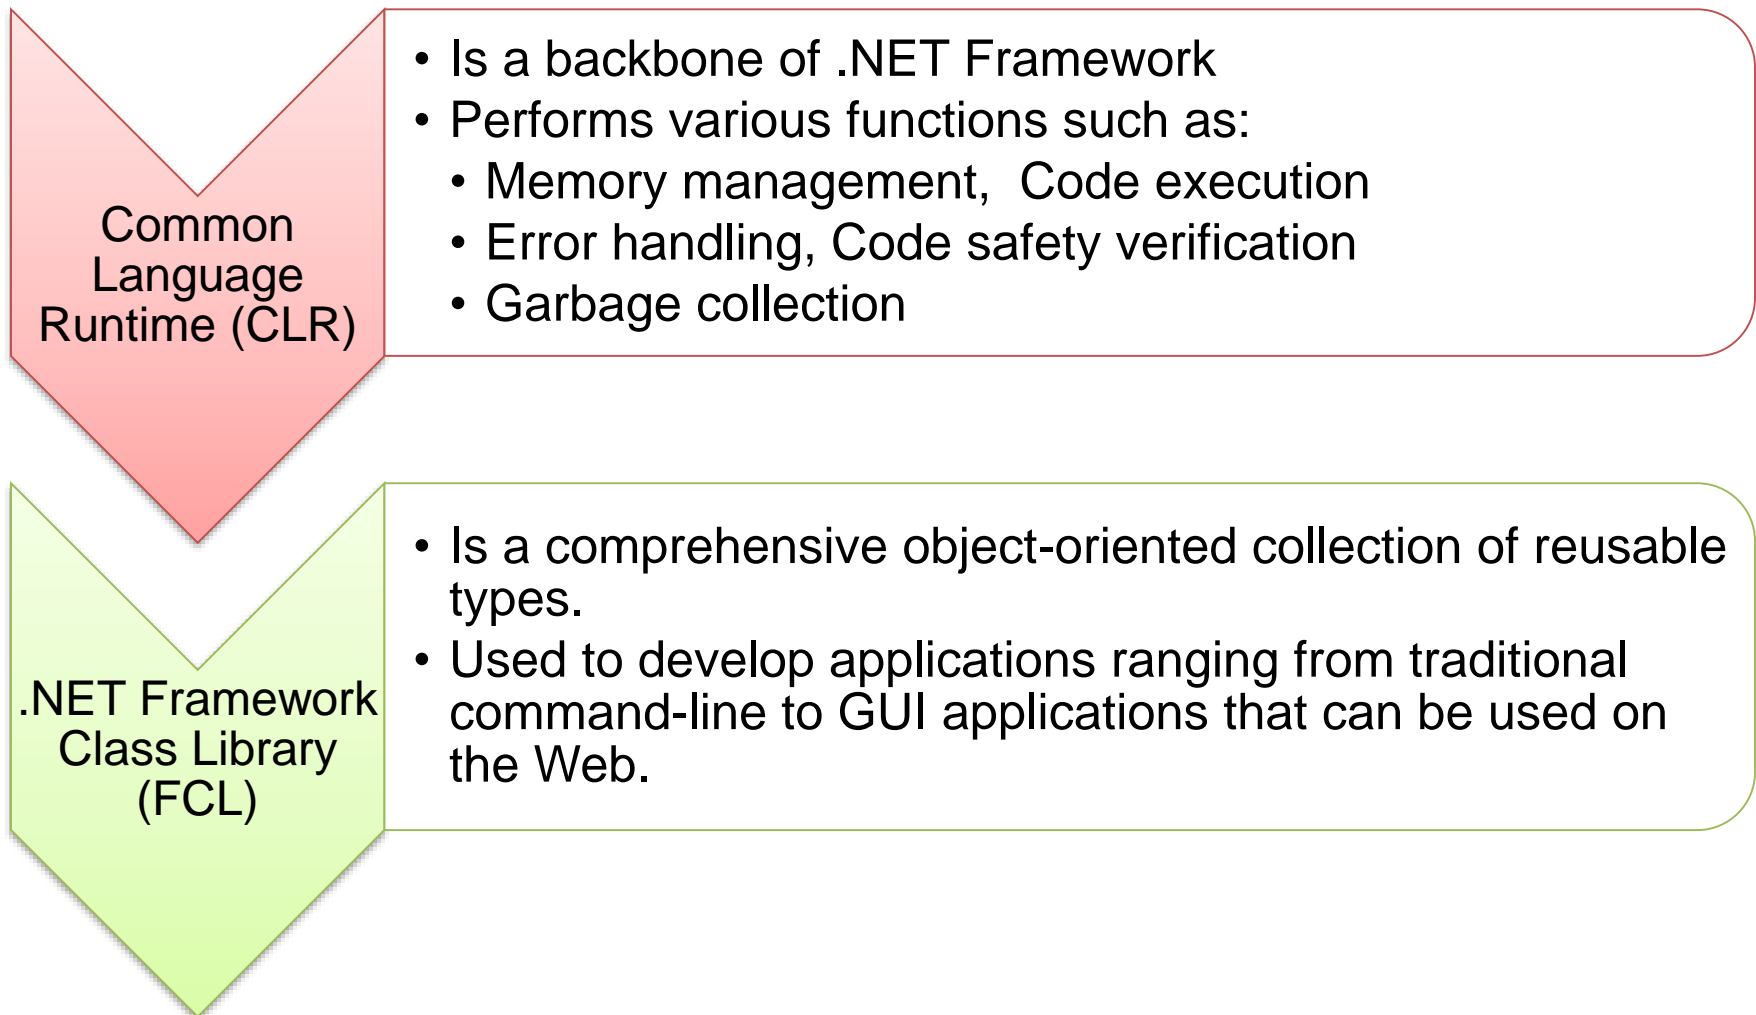 Common
Language
Runtime (CLR)
• Is a backbone of .NET Framework
• Performs various functions such as:
• Memory management,  Code execution
• Error handling, Code safety verification
• Garbage collection
.NET Framework
Class Library
(FCL)
• Is a comprehensive object-oriented collection of reusable
types.
• Used to develop applications ranging from traditional
command-line to GUI applications that can be used on
the Web.